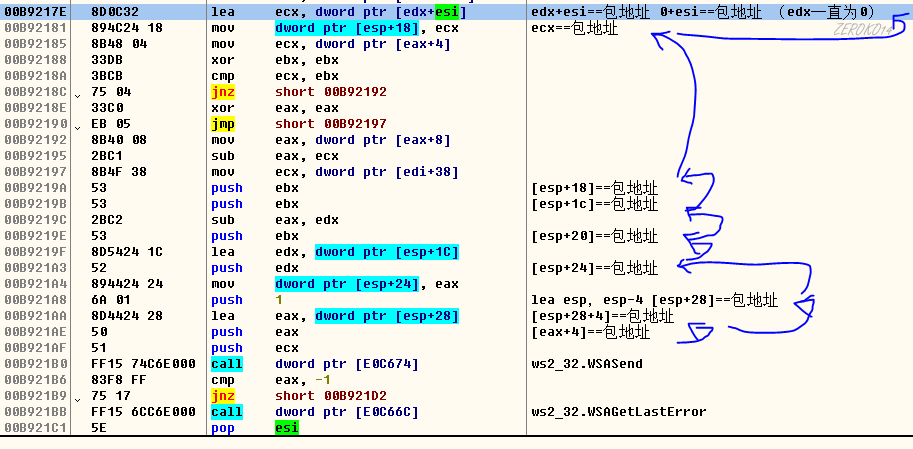 00B9217E 8D0C32 lea ecx, dword ptr [edx+esi] edx+esi==包地址 0+esi==包地址 (edx一直为0)
00B92181 894C24 18 mov dword ptr [esp+18], ecx ecx==包地址 ZEROKO14
00B92185 8B48 04 mov ecx, dword ptr [eax+4]
00B92188 33DB xor ebx, ebx
00B9218A 3BCB cmp ecx, ebx
00B9218C 75 04 jnz short 00B92192
00B9218E 33C0 xor eax, eax
00B92190 EB 05 jmp short 00B92197
00B92192 8B40 08 mov eax, dword ptr [eax+8]
00B92195 2BC1 sub eax, ecx
00B92197 8B4F 38 mov ecx, dword ptr [edi+38]
00B9219A 53 push ebx [esp+18]==包地址
00B9219B 53 push ebx [esp+1c]==包地址
00B9219C 2BC2 sub eax, edx
00B9219E 53 push ebx [esp+20]==包地址
00B9219F 8D5424 1C lea edx, dword ptr [esp+1C]
00B921A3 52 push edx [esp+24]==包地址
00B921A4 894424 24 mov dword ptr [esp+24], eax
00B921A8 6A 01 push 1 lea esp, esp-4 [esp+28]==包地址
00B921AA 8D4424 28 lea eax, dword ptr [esp+28] [esp+28+4]==包地址
00B921AE 50 push eax [eax+4]==包地址
00B921AF 51 push ecx
00B921B0 FF15 74C6E000 call dword ptr [E0C674] ws2_32.WSASend
00B921B6 83F8 FF cmp eax, -1
00B921B9 75 17 jnz short 00B921D2
00B921BB FF15 6CC6E000 call dword ptr [E0C66C] ws2_32.WSAGetLastError
00B921C1 5E pop esi